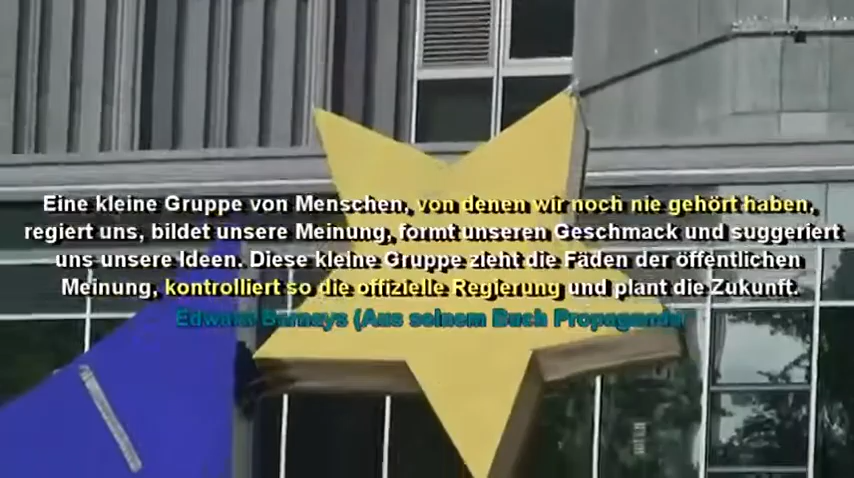 Eine kleine Gruppe von Menschen, von denen wir noch nie gehört haben,
regiert uns, bildet unsere Meinung, formt unseren Geschmack und suggeriert
uns unsere Ideen. Diese kleine Gruppe zieht die Fäden der öffentlichen
Meinung, kontrolliert so die offizielle Regierung und plant die Zukunft.
Edward Bernays (Aus seinem Buch Propaganda